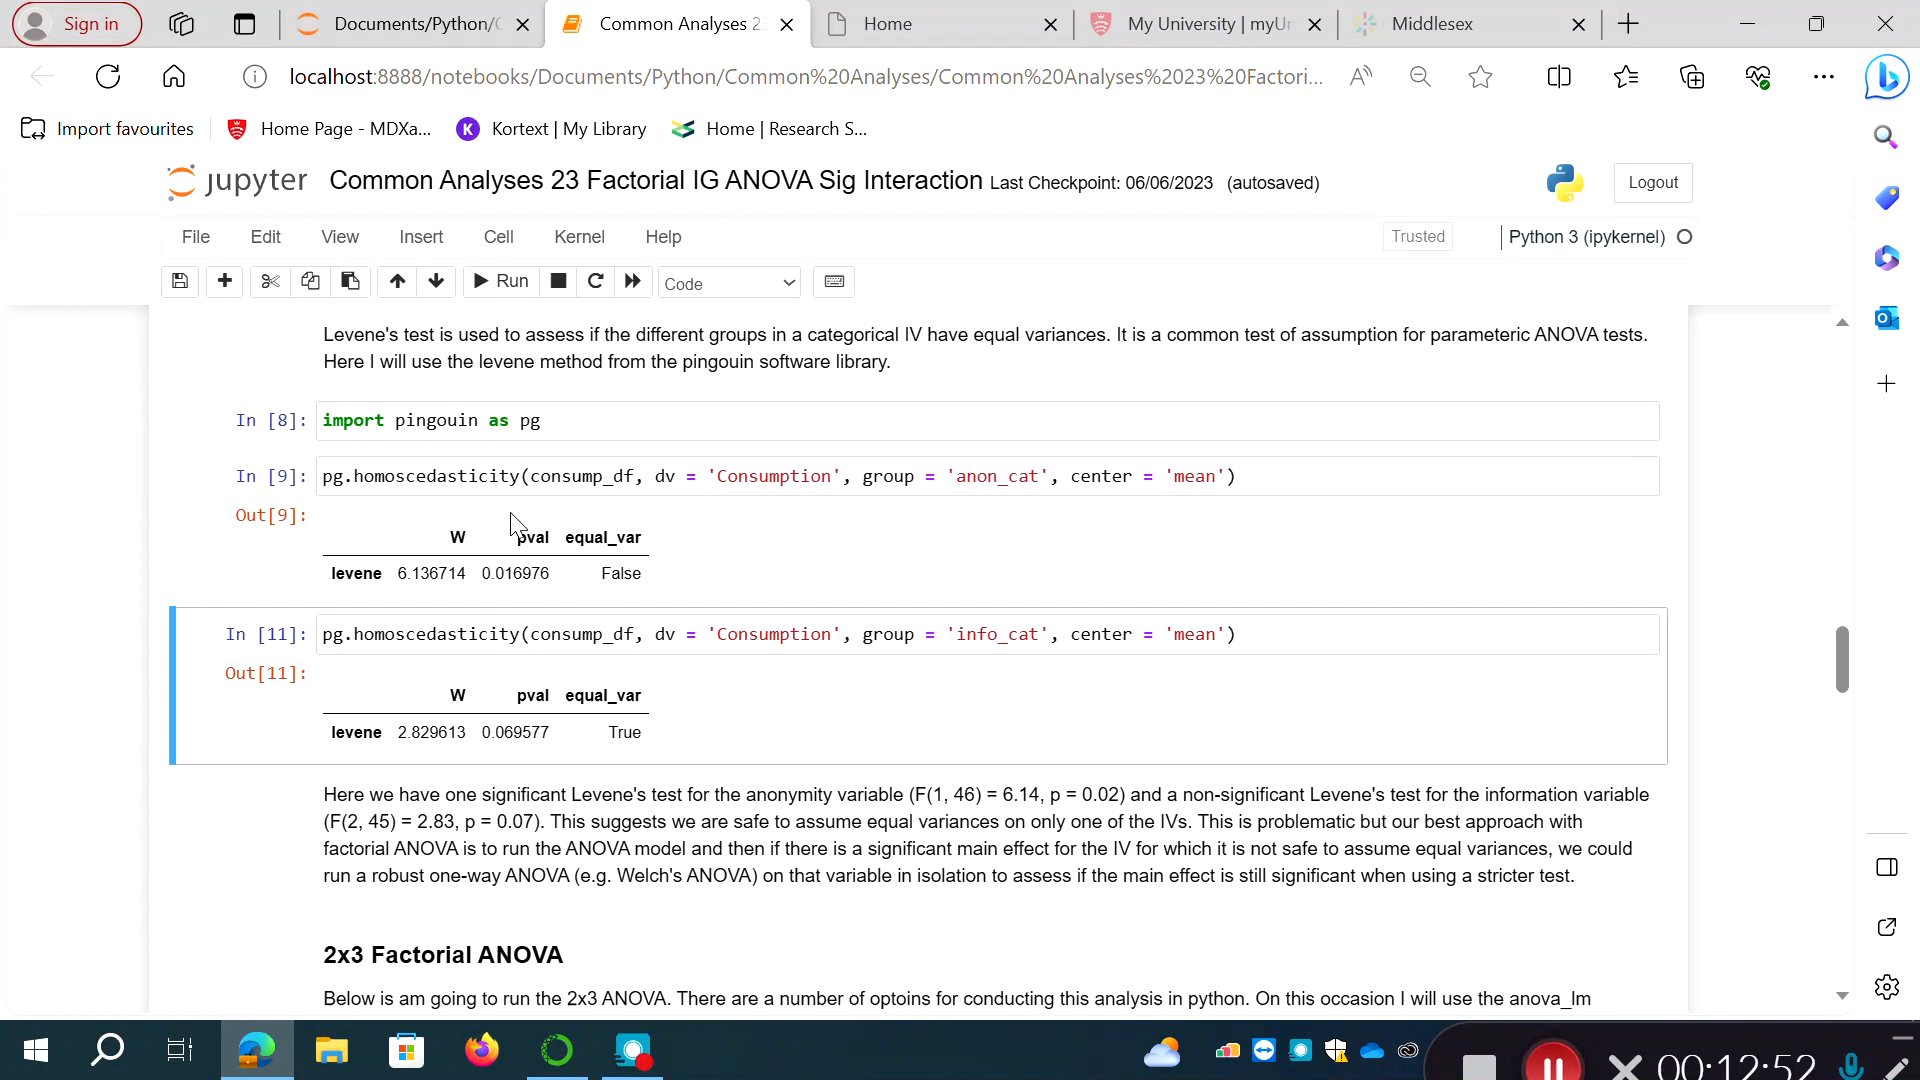 Sign in
Documents/Python/C
Common Analyses 2
Home
My University | myUr
Middlesex
localhost:8888/notebooks/Documents/Python/Common%20Analyses/Common%20Analyses%2023%20Factori...
Import favourites
Home Page - MDXa...
Kortext | My Library
Home | Research S...
jupyter Common Analyses 23 Factorial IG ANOVA Sig Interaction Last Checkpoint: 06/06/2023 (autosaved)
Logout
File Edit View Insert Cell Kernel Help
Trusted
Python 3 (ipykernel)
Run
Code
Levene's test is used to assess if the different groups in a categorical IV have equal variances. It is a common test of assumption for parameteric ANOVA tests.
Here I will use the levene method from the pingouin software library.
In [8]: import pingouin as pg
In [9]: pg.homoscedasticity(consump_df, dv = 'Consumption', group = 'anon_cat', center = 'mean')
Out[9]:
W pval equal_var
levene 6.136714 0.016976 False
In [11]: pg.homoscedasticity(consump_df, dv = 'Consumption', group = 'info_cat', center = 'mean')
Out[11]:
W pval equal_var
levene 2.829613 0.069577 True
Here we have one significant Levene's test for the anonymity variable (F(1, 46) = 6.14, p = 0.02) and a non-significant Levene's test for the information variable
(F(2, 45) = 2.83, p = 0.07). This suggests we are safe to assume equal variances on only one of the IVs. This is problematic but our best approach with
factorial ANOVA is to run the ANOVA model and then if there is a significant main effect for the IV for which it is not safe to assume equal variances, we could
run a robust one-way ANOVA (e.g. Welch's ANOVA) on that variable in isolation to assess if the main effect is still significant when using a stricter test.
2x3 Factorial ANOVA
Below is am going to run the 2x3 ANOVA. There are a number of optoins for conducting this analysis in python. On this occasion I will use the anova_lm
00:12:52